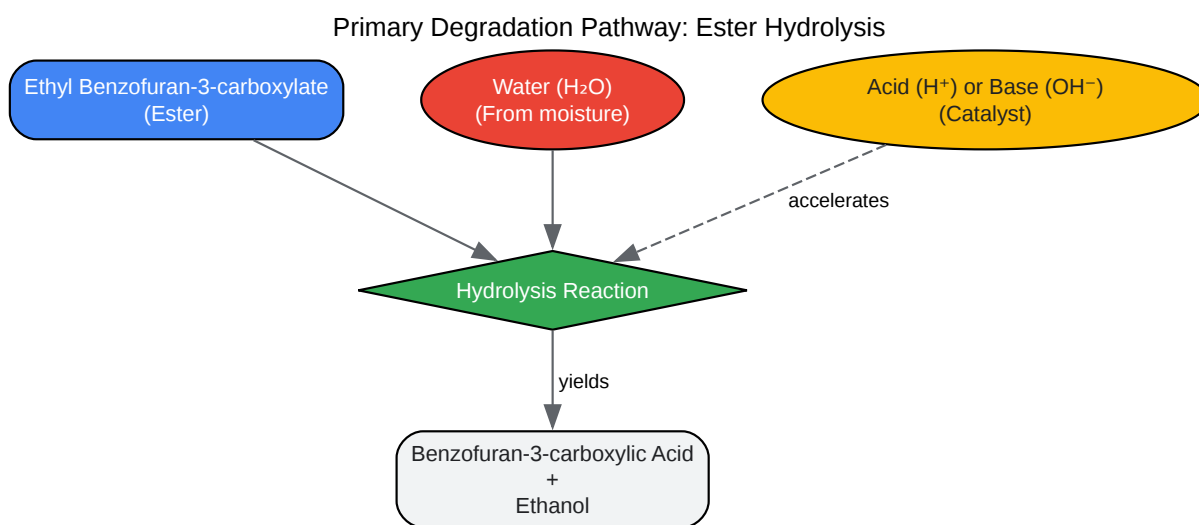 Primary Degradation Pathway: Ester Hydrolysis
Ethyl Benzofuran-3-carboxylate
(Ester)
Water (H₂O)
(From moisture)
Acid (H⁺) or Base (OH⁻)
(Catalyst)
accelerates
Hydrolysis Reaction
yields
Benzofuran-3-carboxylic Acid
+
Ethanol